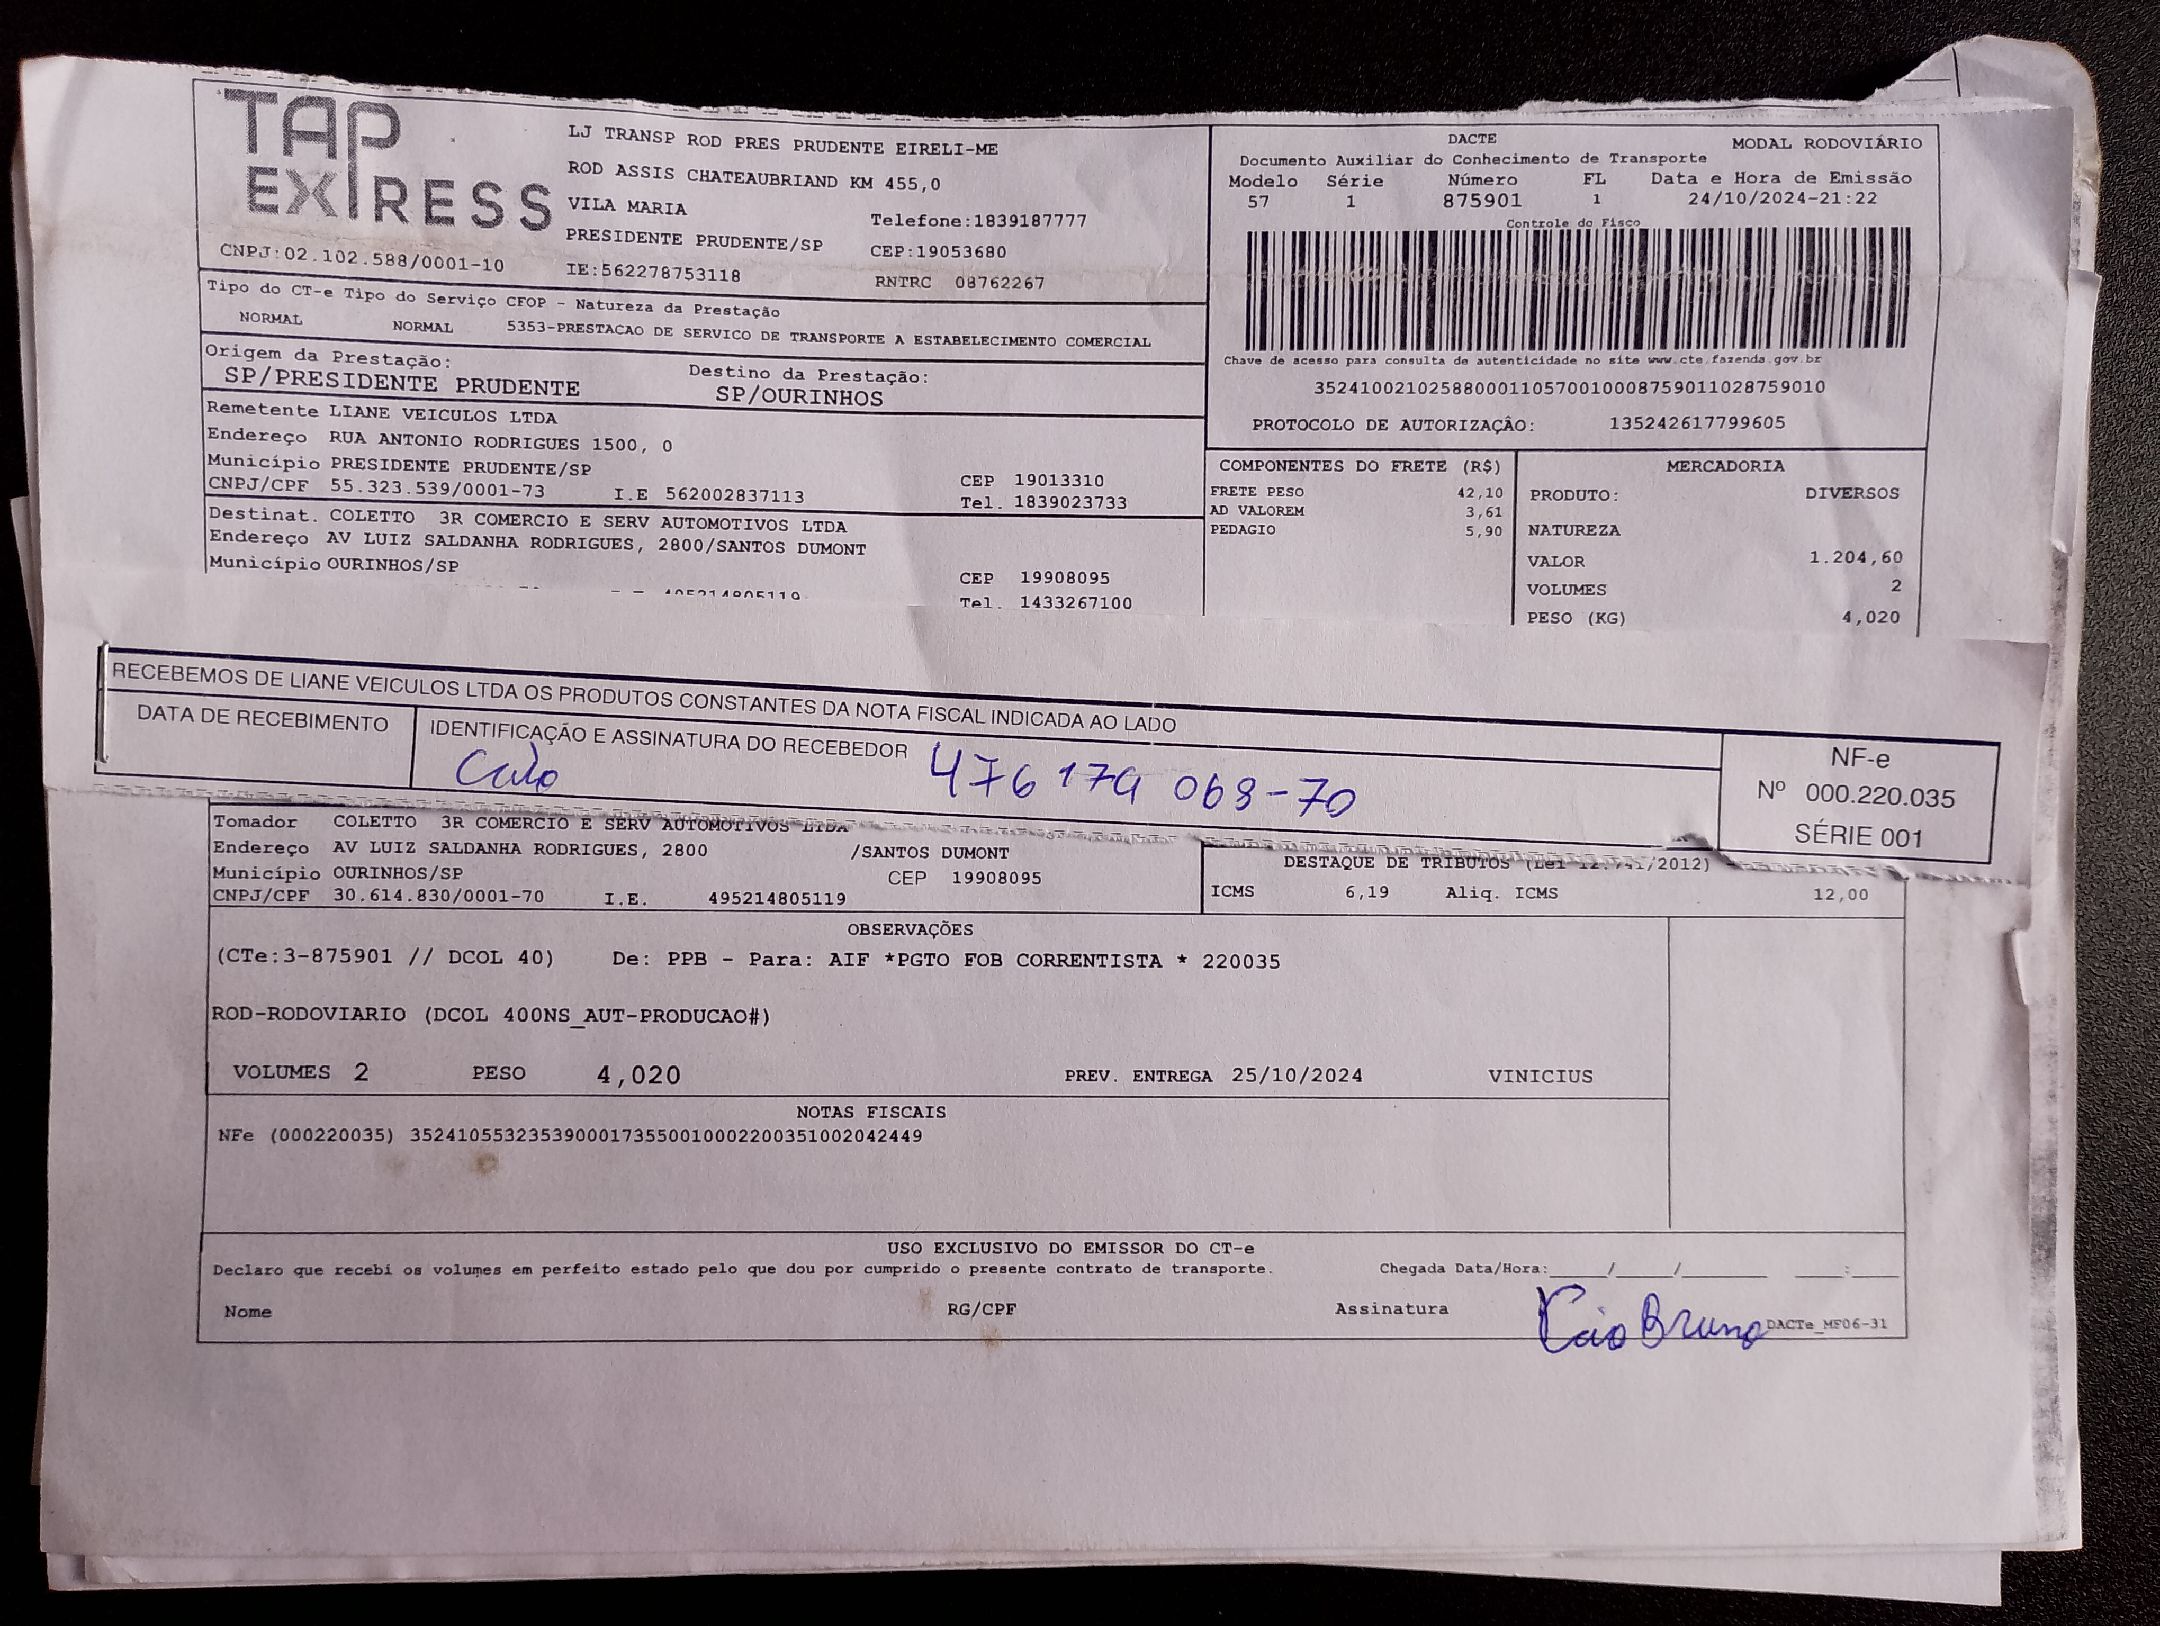 TAP
EXPRESS
LJ TRANSP ROD PRES PRUDENTE EIRELI-ME
ROD ASSIS CHATEAUBRIAND KM 455,0
VILA MARIA
Telefone:1839187777
PRESIDENTE PRUDENTE/SP
CEP:19053680
CNPJ:02.102.588/0001-10
IE:562278753118
RNTRC 08762267
DACTE
MODAL RODOVIÁRIO
Documento Auxiliar do Conhecimento de Transporte
Modelo Série Número FL Data e Hora de Emissão
57 1 875901 1 24/10/2024-21:22
Controle do Fisco
Chave de acesso para consulta de autenticidade no site www.cte.fazenda.gov.br
35241002102588000110570010008759011028759010
PROTOCOLO DE AUTORIZAÇÂO: 135242617799605
Tipo do CT-e Tipo do Serviço CFOP - Natureza da Prestação
NORMAL NORMAL 5353-PRESTACAO DE SERVICO DE TRANSPORTE A ESTABELECIMENTO COMERCIAL
Origem da Prestação: Destino da Prestação:
SP/PRESIDENTE PRUDENTE SP/OURINHOS
Remetente LIANE VEICULOS LTDA
Endereço RUA ANTONIO RODRIGUES 1500, 0
Município PRESIDENTE PRUDENTE/SP CEP 19013310
CNPJ/CPF 55.323.539/0001-73 I.E 562002837113 Tel. 1839023733
Destinat. COLETTO 3R COMERCIO E SERV AUTOMOTIVOS LTDA
Endereço AV LUIZ SALDANHA RODRIGUES, 2800/SANTOS DUMONT
Município OURINHOS/SP CEP 19908095
495214805119 Tel. 1433267100
COMPONENTES DO FRETE (R$)
FRETE PESO 42,10
AD VALOREM 3,61
PEDAGIO 5,90
MERCADORIA
PRODUTO: DIVERSOS
NATUREZA
VALOR 1.204,60
VOLUMES 2
PESO (KG) 4,020
RECEBEMOS DE LIANE VEICULOS LTDA OS PRODUTOS CONSTANTES DA NOTA FISCAL INDICADA AO LADO
DATA DE RECEBIMENTO
IDENTIFICAÇÃO E ASSINATURA DO RECEBEDOR
Caio 476 179 068-70
NF-e
Nº 000.220.035
SÉRIE 001
Tomador COLETTO 3R COMERCIO E SERV AUTOMOTIVOS LTDA
Endereço AV LUIZ SALDANHA RODRIGUES, 2800 /SANTOS DUMONT
Município OURINHOS/SP CEP 19908095
CNPJ/CPF 30.614.830/0001-70 I.E. 495214805119
DESTAQUE DE TRIBUTOS (Lei 12.741/2012)
ICMS 6,19 Aliq. ICMS 12,00
OBSERVAÇÕES
(CTe:3-875901 // DCOL 40) De: PPB - Para: AIF *PGTO FOB CORRENTISTA * 220035
ROD-RODOVIARIO (DCOL 400NS_AUT-PRODUCAO#)
VOLUMES 2 PESO 4,020 PREV. ENTREGA 25/10/2024 VINICIUS
NOTAS FISCAIS
NFe (000220035) 35241055323539000173550010002200351002042449
USO EXCLUSIVO DO EMISSOR DO CT-e
Declaro que recebi os volumes em perfeito estado pelo que dou por cumprido o presente contrato de transporte. Chegada Data/Hora:____/____/______ ___:___
Nome RG/CPF Assinatura Caio Bruno
DACTe_MF06-31